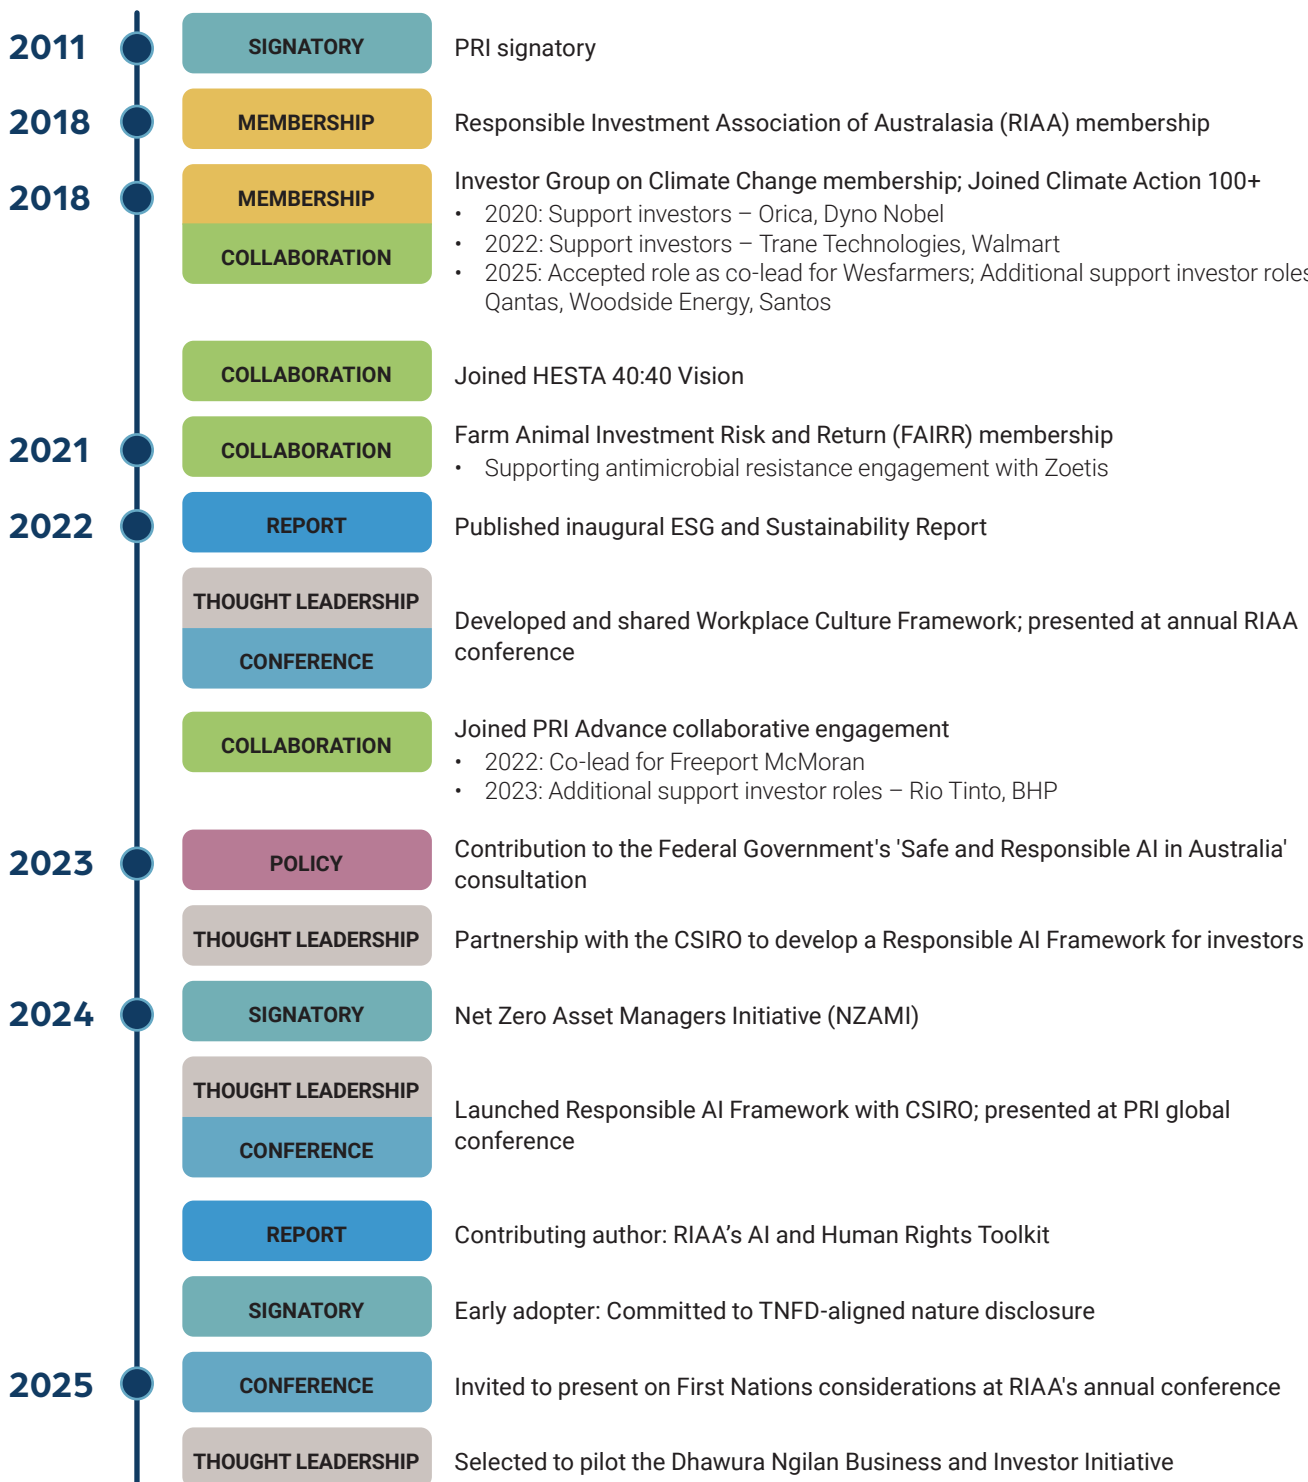 2011
SIGNATORY
PRI signatory
2018
MEMBERSHIP
Responsible Investment Association of Australasia (RIAA) membership
2018
MEMBERSHIP
COLLABORATION
Investor Group on Climate Change membership; Joined Climate Action 100+
• 2020: Support investors – Orica, Dyno Nobel
• 2022: Support investors – Trane Technologies, Walmart
• 2025: Accepted role as co-lead for Wesfarmers; Additional support investor roles
Qantas, Woodside Energy, Santos
COLLABORATION
Joined HESTA 40:40 Vision
2021
COLLABORATION
Farm Animal Investment Risk and Return (FAIRR) membership
• Supporting antimicrobial resistance engagement with Zoetis
2022
REPORT
Published inaugural ESG and Sustainability Report
THOUGHT LEADERSHIP
CONFERENCE
Developed and shared Workplace Culture Framework; presented at annual RIAA
conference
COLLABORATION
Joined PRI Advance collaborative engagement
• 2022: Co-lead for Freeport McMoran
• 2023: Additional support investor roles – Rio Tinto, BHP
2023
POLICY
Contribution to the Federal Government's 'Safe and Responsible AI in Australia'
consultation
THOUGHT LEADERSHIP
Partnership with the CSIRO to develop a Responsible AI Framework for investors
2024
SIGNATORY
Net Zero Asset Managers Initiative (NZAMI)
THOUGHT LEADERSHIP
CONFERENCE
Launched Responsible AI Framework with CSIRO; presented at PRI global
conference
REPORT
Contributing author: RIAA’s AI and Human Rights Toolkit
SIGNATORY
Early adopter: Committed to TNFD-aligned nature disclosure
2025
CONFERENCE
Invited to present on First Nations considerations at RIAA's annual conference
THOUGHT LEADERSHIP
Selected to pilot the Dhawura Ngilan Business and Investor Initiative